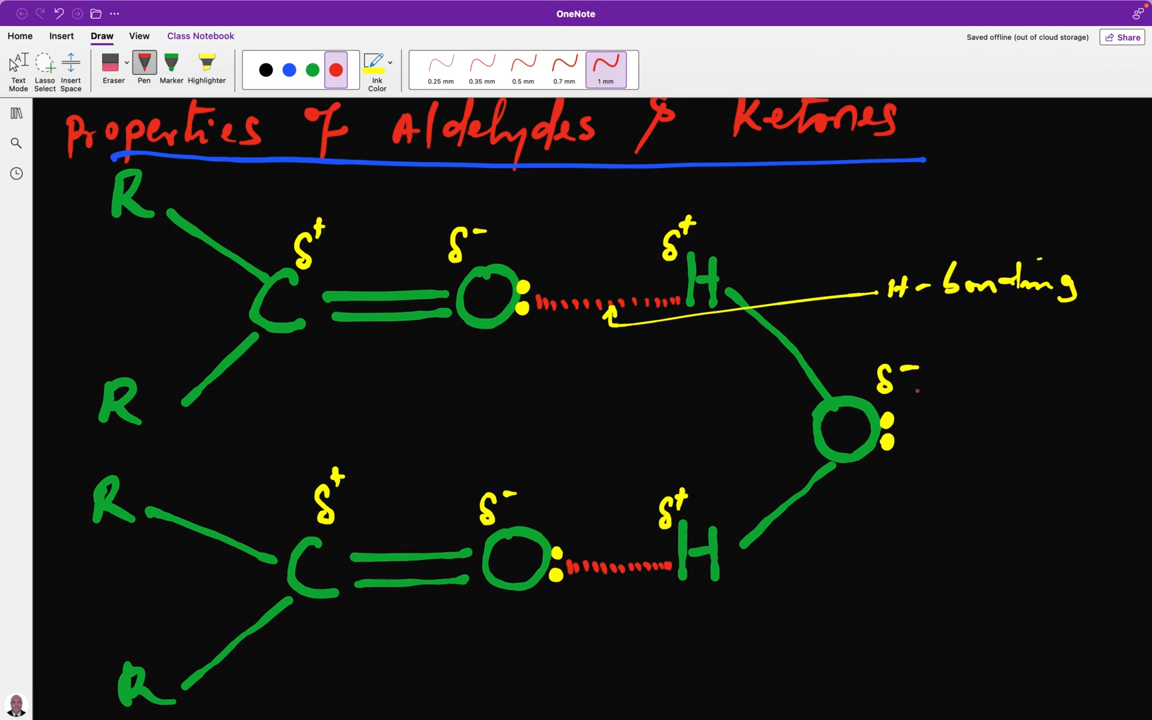 OneNote
Home Insert Draw View Class Notebook
Saved offline (out of cloud storage)
Share
Text Mode
Lasso Select
Insert Space
Eraser
Pen
Marker
Highlighter
Ink Color
0.25 mm
0.35 mm
0.5 mm
0.7 mm
1 mm
Properties of Aldehydes & Ketones
R
δ+ δ- δ+
C O H
H-bonding
R
δ-
O
R
δ+ δ- δ+
C O H
R